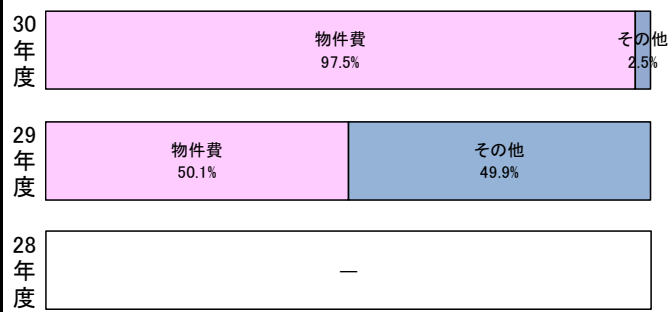 30
年
度
物件費
97.5%
その他
2.5%
29
年
度
物件費
50.1%
その他
49.9%
28
年
度
―